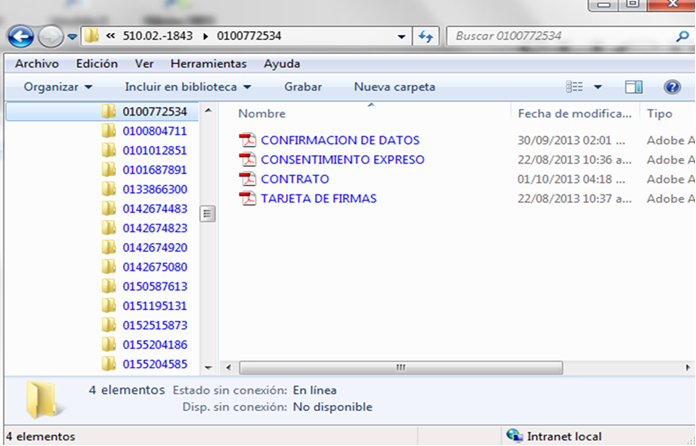 « 510.02.-1843 ▸ 0100772534
Buscar 0100772534
Archivo Edición Ver Herramientas Ayuda
Organizar Incluir en biblioteca Grabar Nueva carpeta
0100772534
0100804711
0101012851
0101687891
0133866300
0142674483
0142674823
0142674920
0142675080
0150587613
0151195131
0152515873
0155204186
0155204585
Nombre Fecha de modifica... Tipo
CONFIRMACION DE DATOS 30/09/2013 02:01 ... Adobe A
CONSENTIMIENTO EXPRESO 22/08/2013 10:36 a... Adobe A
CONTRATO 01/10/2013 04:18 ... Adobe A
TARJETA DE FIRMAS 22/08/2013 10:37 a... Adobe A
4 elementos Estado sin conexión: En línea
Disp. sin conexión: No disponible
4 elementos Intranet local